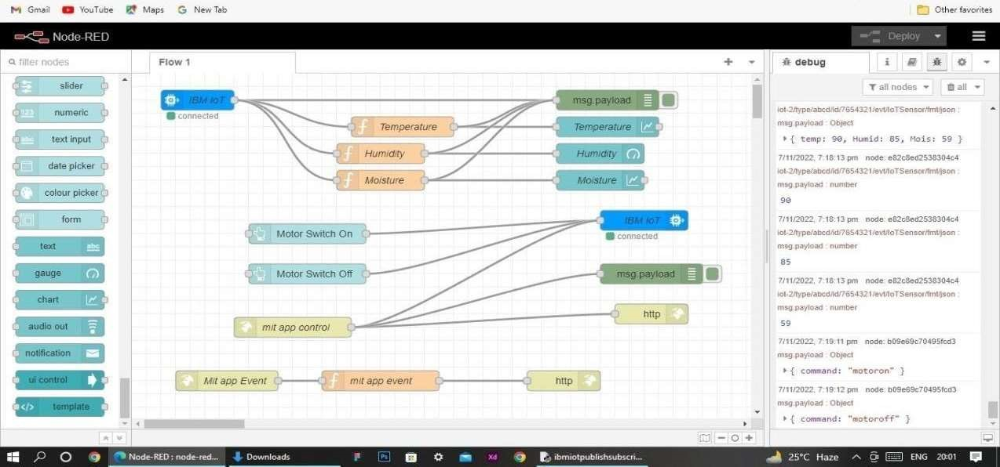 Gmail YouTube Maps New Tab Other favorites
Node-RED Deploy
filter nodes
slider
numeric
text input
date picker
colour picker
form
text
gauge
chart
audio out
notification
ui control
template
Flow 1
IBM IoT
connected
msg.payload
Temperature
Temperature
Humidity
Humidity
Moisture
Moisture
Motor Switch On
IBM IoT
connected
Motor Switch Off
msg.payload
mit app control
http
Mit app Event
mit app event
http
debug
all nodes all
iot-2/type/abcd/id/7654321/evt/IoTSensor/fmt/json :
msg.payload : Object
{ temp: 90, Humid: 85, Mois: 59 }
7/11/2022, 7:18:13 pm node: e82c8ed2538304c4
iot-2/type/abcd/id/7654321/evt/IoTSensor/fmt/json :
msg.payload : number
90
7/11/2022, 7:18:13 pm node: e82c8ed2538304c4
iot-2/type/abcd/id/7654321/evt/IoTSensor/fmt/json :
msg.payload : number
85
7/11/2022, 7:18:13 pm node: e82c8ed2538304c4
iot-2/type/abcd/id/7654321/evt/IoTSensor/fmt/json :
msg.payload : number
59
7/11/2022, 7:19:11 pm node: b09e69c70495fcd3
msg.payload : Object
{ command: "motoron" }
7/11/2022, 7:19:12 pm node: b09e69c70495fcd3
msg.payload : Object
{ command: "motoroff" }
Node-RED : node-red... Downloads Ps Xd ibmiotpublishsubscri... 25°C Haze ENG 20:01